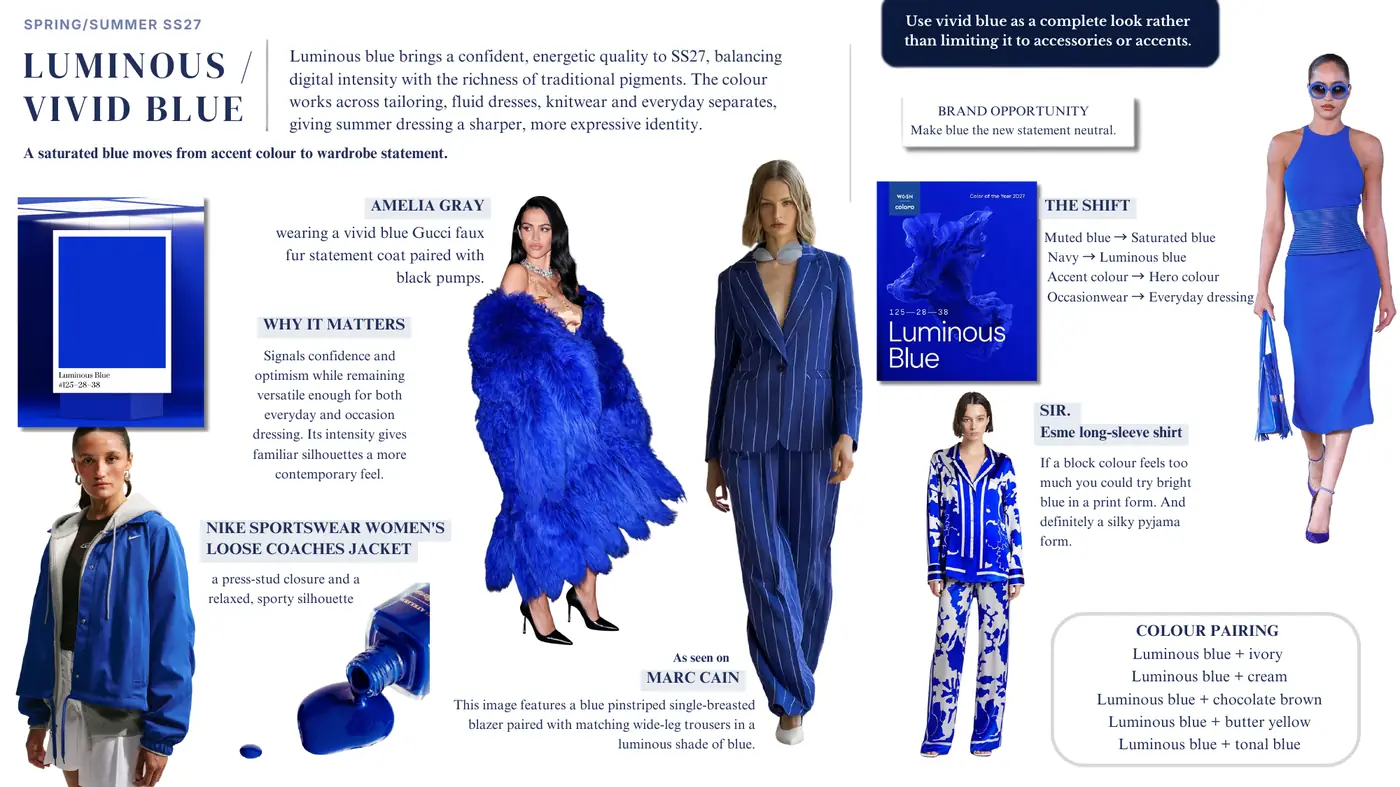 SPRING/SUMMER SS27
LUMINOUS /
VIVID BLUE
Luminous blue brings a confident, energetic quality to SS27, balancing
digital intensity with the richness of traditional pigments. The colour
works across tailoring, fluid dresses, knitwear and everyday separates,
giving summer dressing a sharper, more expressive identity.
A saturated blue moves from accent colour to wardrobe statement.
Use vivid blue as a complete look rather
than limiting it to accessories or accents.
BRAND OPPORTUNITY
Make blue the new statement neutral.
Luminous Blue
#125-28-38
AMELIA GRAY
wearing a vivid blue Gucci faux
fur statement coat paired with
black pumps.
WHY IT MATTERS
Signals confidence and
optimism while remaining
versatile enough for both
everyday and occasion
dressing. Its intensity gives
familiar silhouettes a more
contemporary feel.
NIKE SPORTSWEAR WOMEN'S
LOOSE COACHES JACKET
a press-stud closure and a
relaxed, sporty silhouette
As seen on
MARC CAIN
This image features a blue pinstriped single-breasted
blazer paired with matching wide-leg trousers in a
luminous shade of blue.
WGSN
coloro
Color of the Year 2027
125—28—38
Luminous
Blue
THE SHIFT
Muted blue → Saturated blue
Navy → Luminous blue
Accent colour → Hero colour
Occasionwear → Everyday dressing
SIR.
Esme long-sleeve shirt
If a block colour feels too
much you could try bright
blue in a print form. And
definitely a silky pyjama
form.
COLOUR PAIRING
Luminous blue + ivory
Luminous blue + cream
Luminous blue + chocolate brown
Luminous blue + butter yellow
Luminous blue + tonal blue